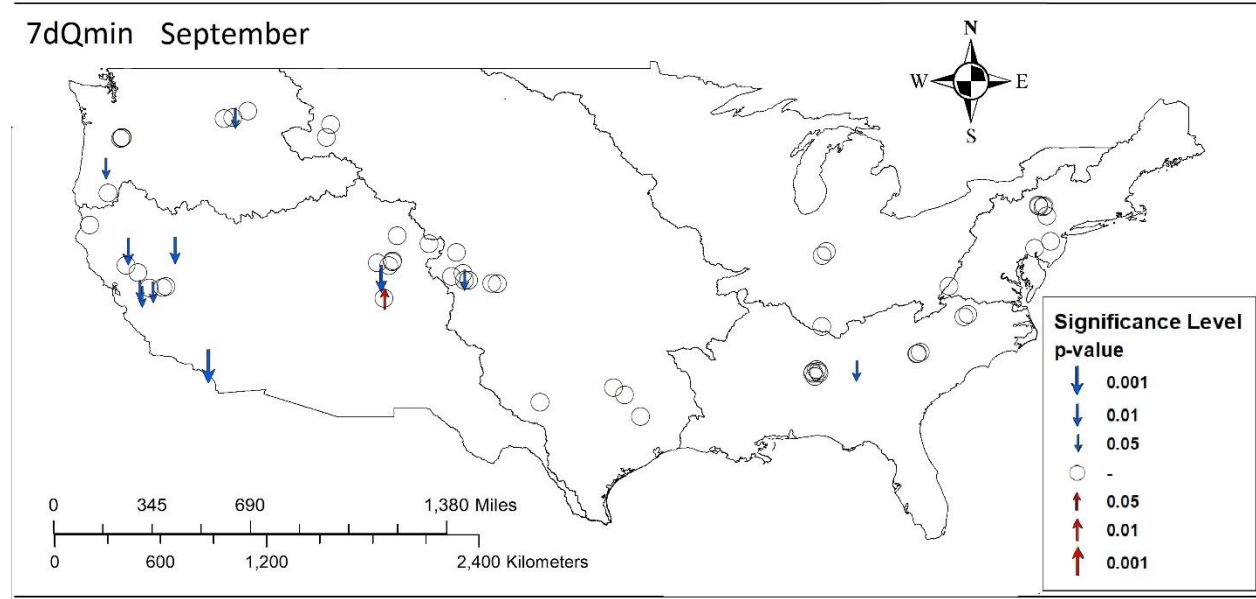 7dQmin September
N
W E
S
Significance Level
p-value
0.001
0.01
0.05
-
0.05
0.01
0.001
0 345 690 1,380 Miles
0 600 1,200 2,400 Kilometers